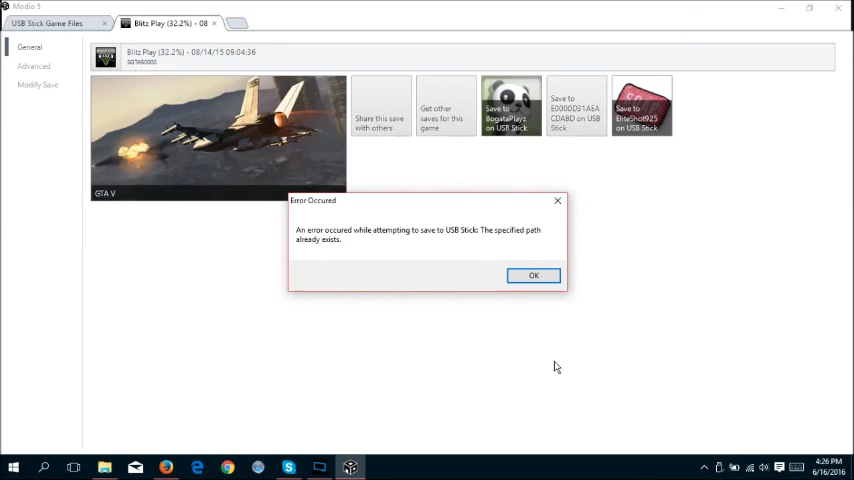 Modio 5
USB Stick Game Files
Blitz Play (32.2%) - 08
General
Advanced
Modify Save
Blitz Play (32.2%) - 08/14/15 09:04:36
SGTA50000
GTA V
Share this save
with others
Get other
saves for this
game
Save to
BogataPlayz
on USB Stick
Save to
E0000D31AEA
CDABD on USB
Stick
Save to
EliteShot925
on USB Stick
Error Occured
An error occured while attempting to save to USB Stick: The specified path
already exists.
OK
4:26 PM
6/16/2016